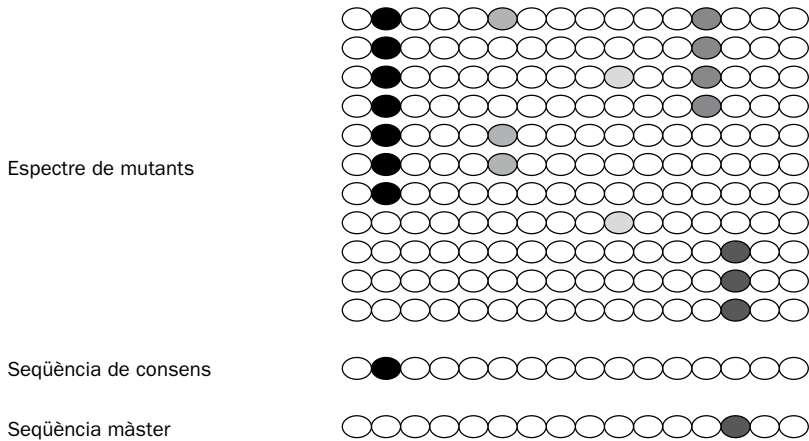 Espectre de mutants
Seqüència de consens
Seqüència màster